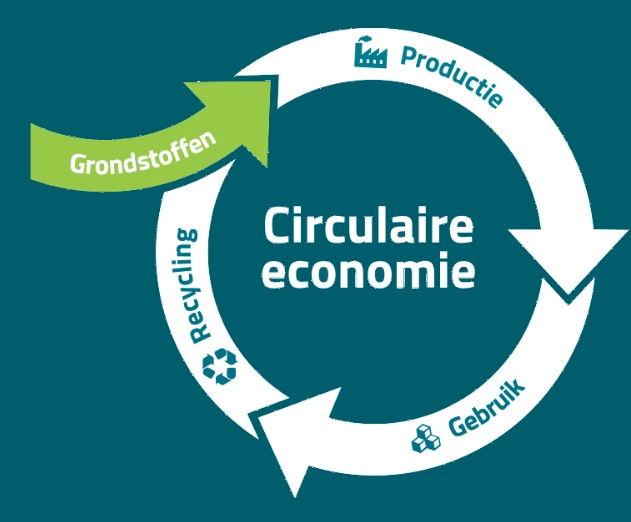 Productie
Grondstoffen
Circulaire
economie
Recycling
Gebruik